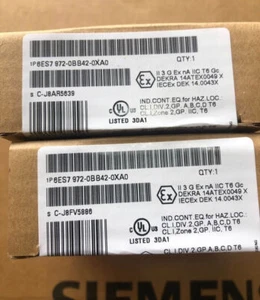 1P 6ES7 972-0BB42-0XA0
QTY:1
S C-J8AR5639
II 3 G Ex nA IIC T6 Gc
DEKRA 14ATEX0049 X
IECEx DEK 14.0043X
IND.CONT.EQ.for HAZ.LOC.
CL.I,DIV.2,GP.A,B,C,D T6
CL.I,Zone 2,GP.IIC, T6
LISTED 30A1
1P 6ES7 972-0BB42-0XA0
QTY:1
S C-J8FV5986
II 3 G Ex nA IIC T6 Gc
DEKRA 14ATEX0049 X
IECEx DEK 14.0043X
IND.CONT.EQ.for HAZ.LOC.
CL.I,DIV.2,GP.A,B,C,D T6
CL.I,Zone 2,GP.IIC, T6
LISTED 30A1
SIEMENS